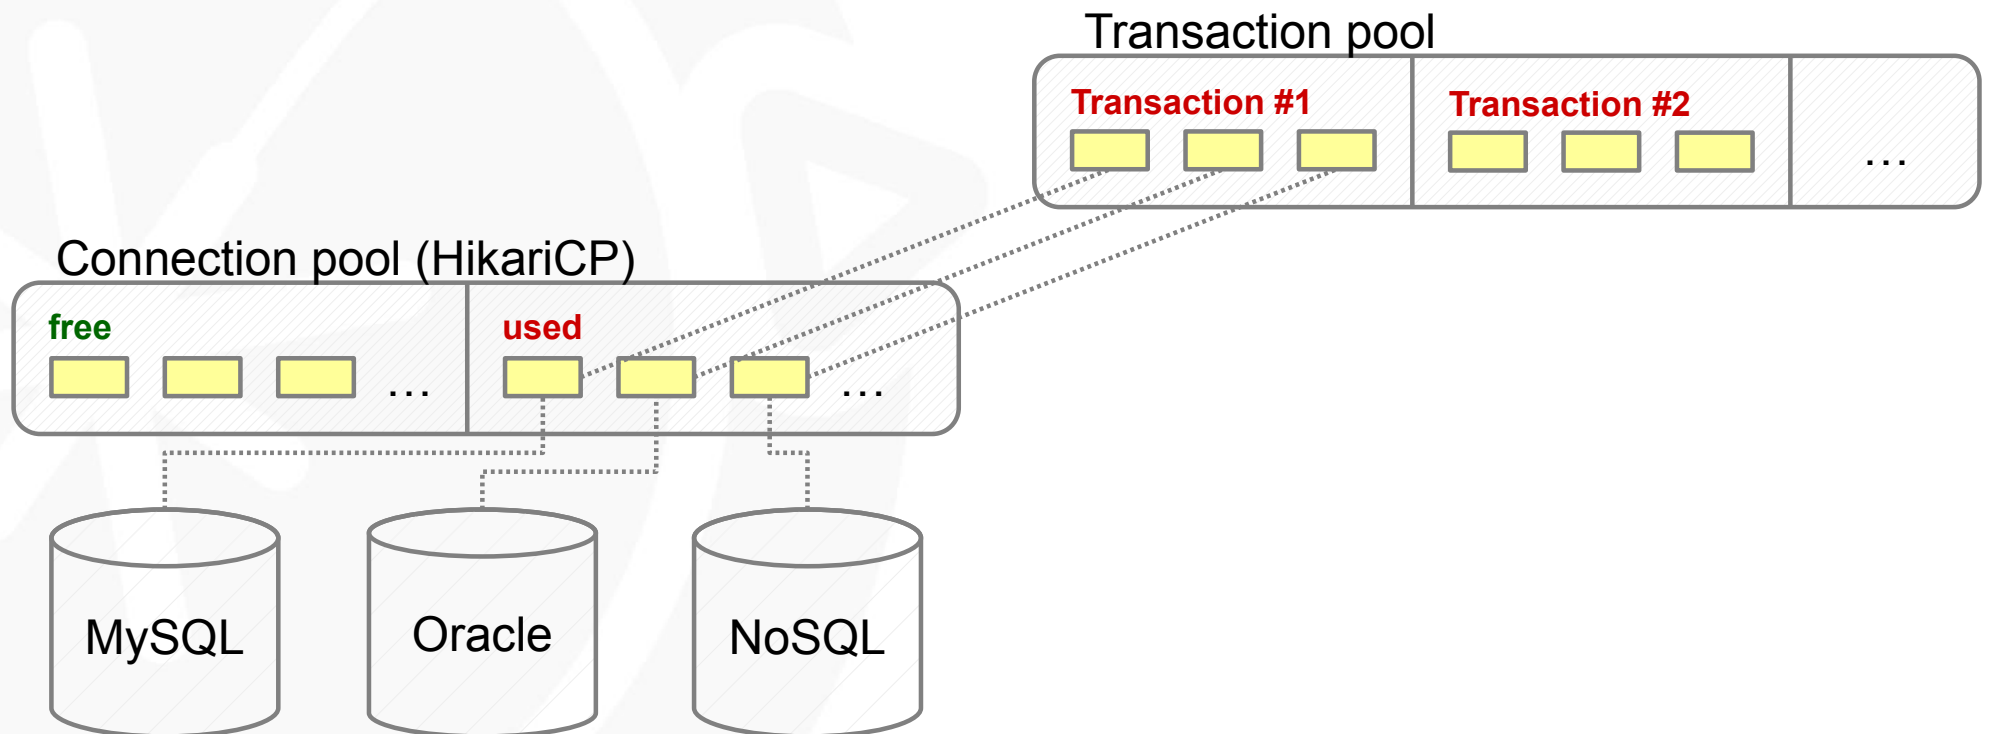 Transaction pool
Transaction #1
Transaction #2
...
Connection pool (HikariCP)
free
used
...
...
MySQL
Oracle
NoSQL